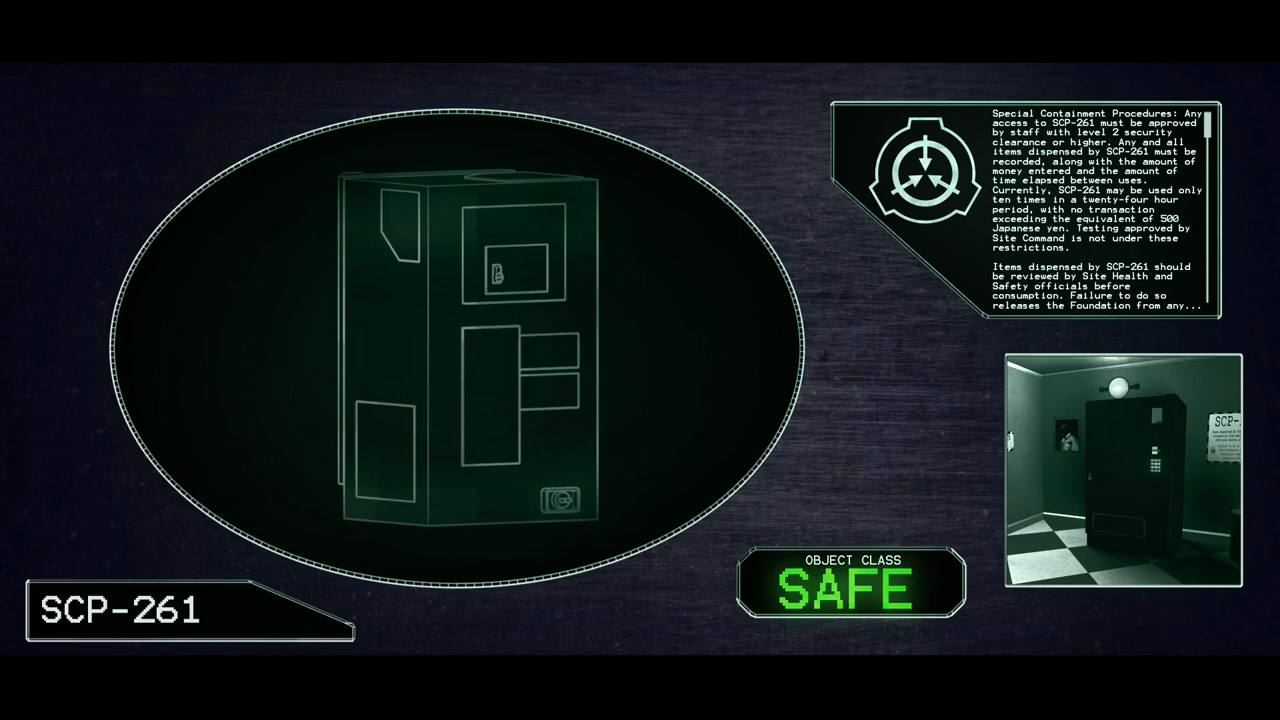 Special Containment Procedures: Any
access to SCP-261 must be approved
by staff with level 2 security
clearance or higher. Any and all
items dispensed by SCP-261 must be
recorded, along with the amount of
money entered and the amount of
time elapsed between uses.
Currently, SCP-261 may be used only
ten times in a twenty-four hour
period, with no transaction
exceeding the equivalent of 500
Japanese yen. Testing approved by
Site Command is not under these
restrictions.
Items dispensed by SCP-261 should
be reviewed by Site Health and
Safety officials before
consumption. Failure to do so
releases the Foundation from any...
SCP-
OBJECT CLASS
SAFE
SCP-261